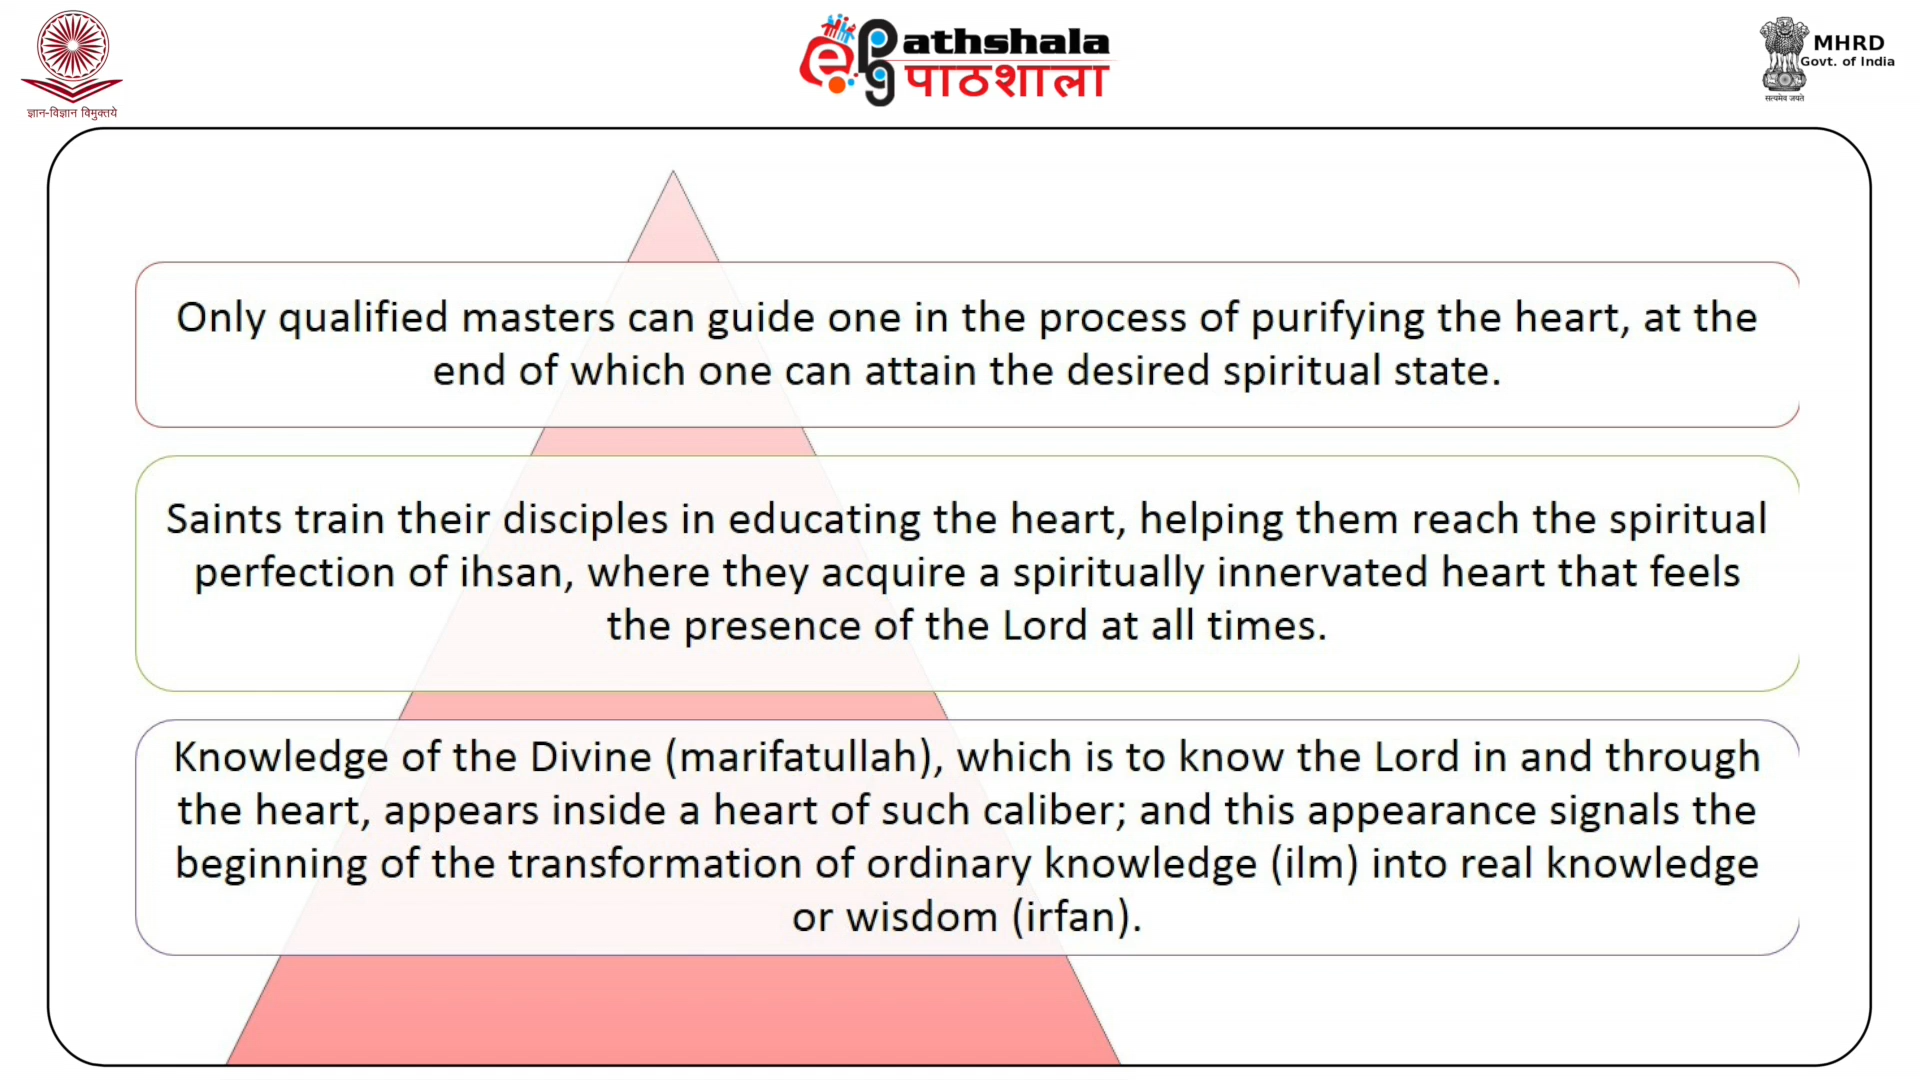 ज्ञान-विज्ञान विमुक्तये
ePG Pathshala
पाठशाला
MHRD
Govt. of India
सत्यमेव जयते
Only qualified masters can guide one in the process of purifying the heart, at the
end of which one can attain the desired spiritual state.
Saints train their disciples in educating the heart, helping them reach the spiritual
perfection of ihsan, where they acquire a spiritually innervated heart that feels
the presence of the Lord at all times.
Knowledge of the Divine (marifatullah), which is to know the Lord in and through
the heart, appears inside a heart of such caliber; and this appearance signals the
beginning of the transformation of ordinary knowledge (ilm) into real knowledge
or wisdom (irfan).